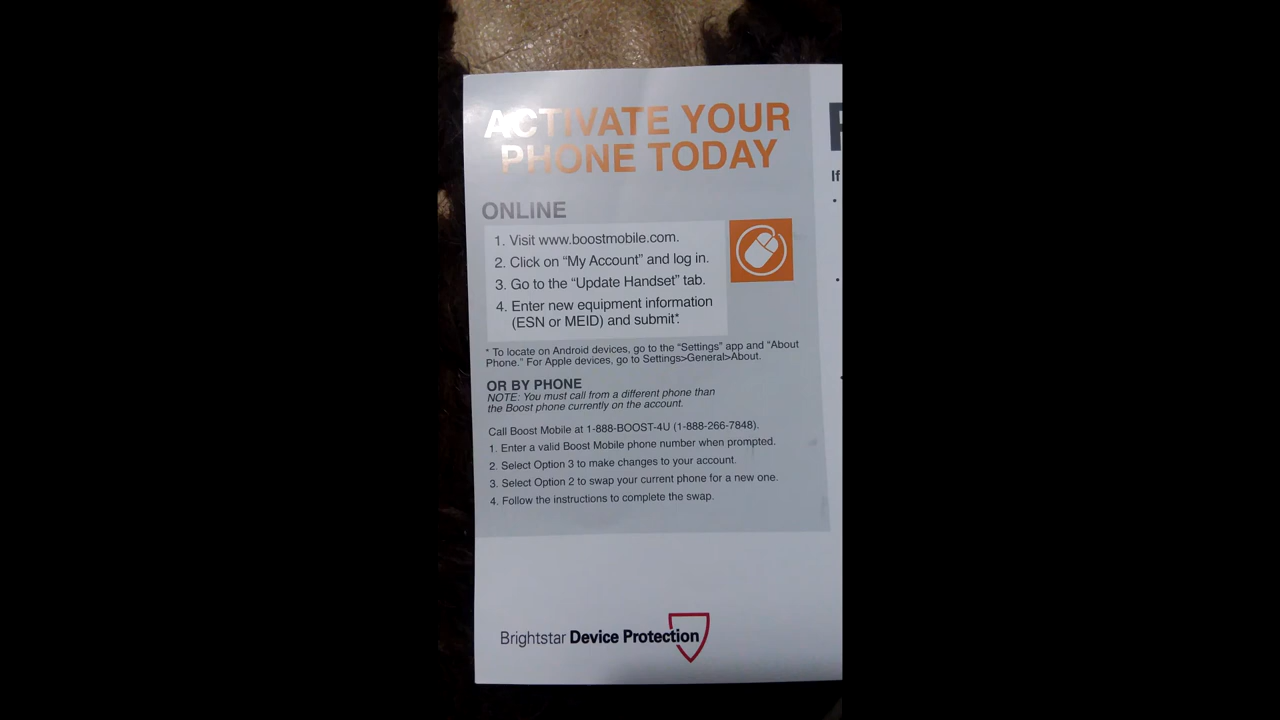 ACTIVATE YOUR
PHONE TODAY
ONLINE
1. Visit www.boostmobile.com.
2. Click on “My Account” and log in.
3. Go to the “Update Handset” tab.
4. Enter new equipment information
(ESN or MEID) and submit*.
* To locate on Android devices, go to the “Settings” app and “About
Phone.” For Apple devices, go to Settings>General>About.
OR BY PHONE
NOTE: You must call from a different phone than
the Boost phone currently on the account.
Call Boost Mobile at 1-888-BOOST-4U (1-888-266-7848).
1. Enter a valid Boost Mobile phone number when prompted.
2. Select Option 3 to make changes to your account.
3. Select Option 2 to swap your current phone for a new one.
4. Follow the instructions to complete the swap.
Brightstar Device Protection
If